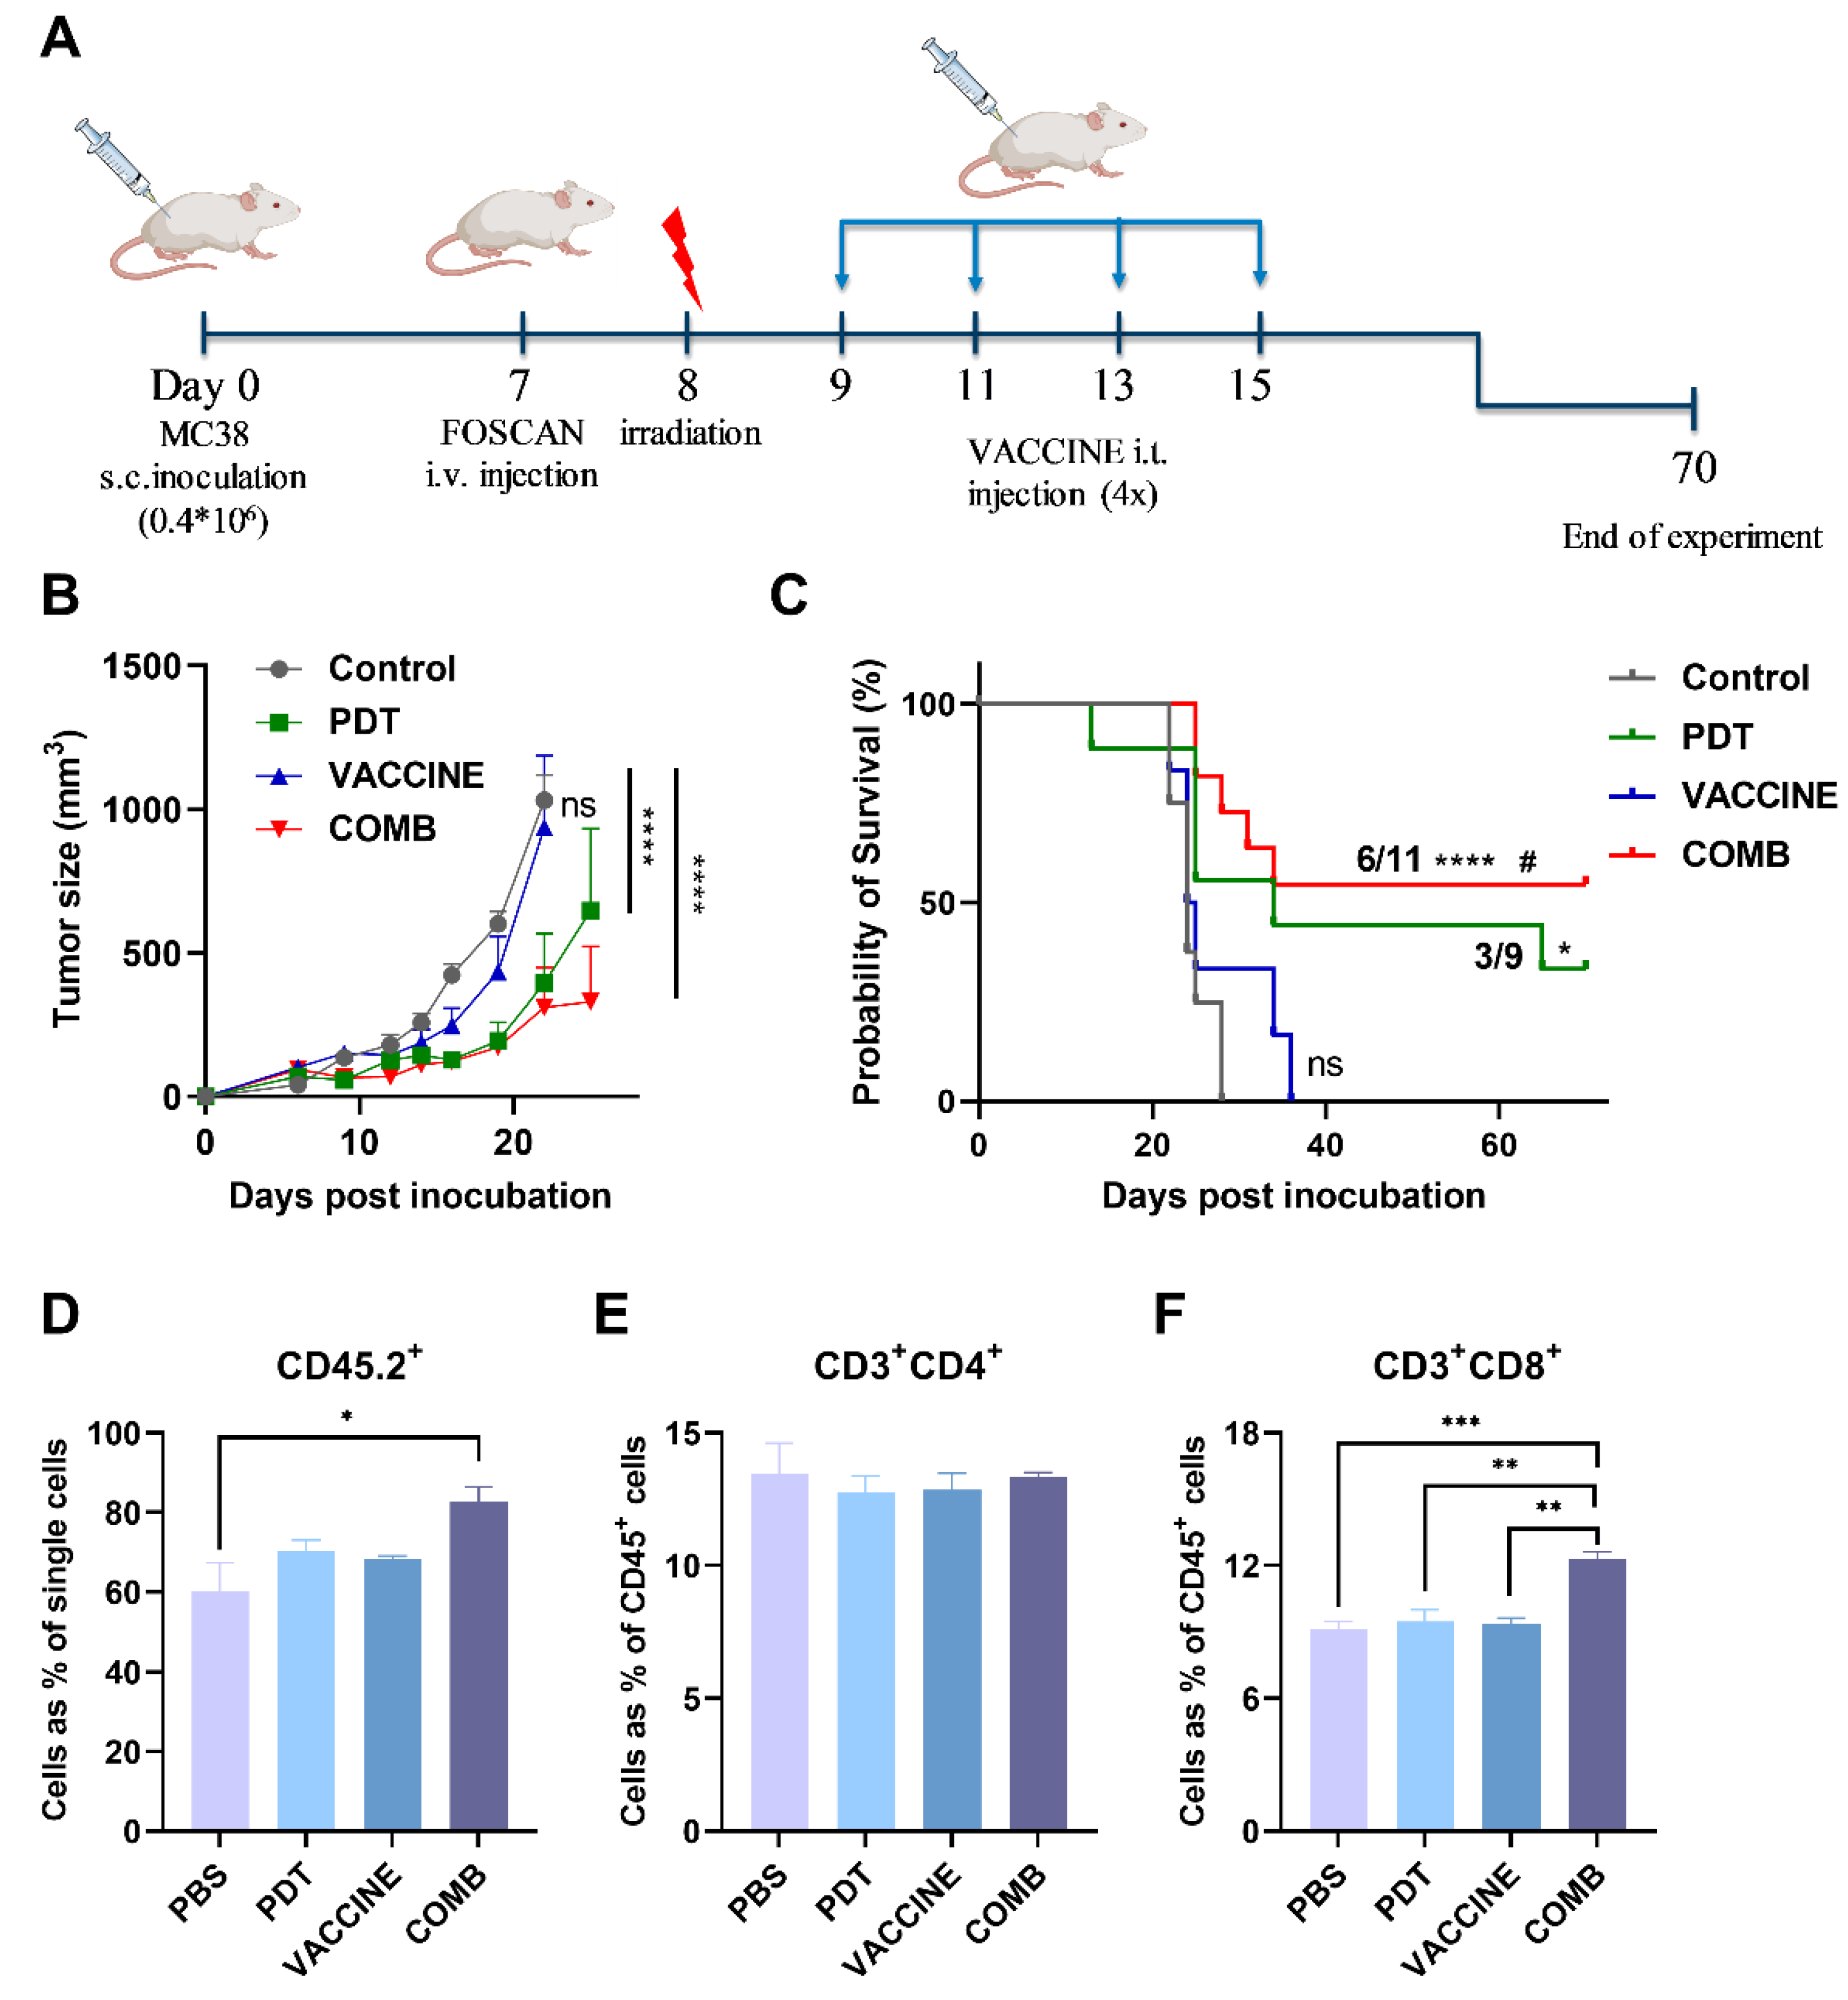 A
Day 0
7
8
9
11
13
15
70
MC38
s.c.inoculation
(0.4*10⁶)
FOSCAN
i.v. injection
irradiation
VACCINE i.t.
injection (4x)
End of experiment
B
Tumor size (mm³)
1500
1000
500
0
Control
PDT
VACCINE
COMB
ns
****
****
0
10
20
Days post inocubation
C
Probability of Survival (%)
100
50
0
Control
PDT
VACCINE
COMB
6/11 **** #
3/9 *
ns
0
20
40
60
Days post inocubation
D
CD45.2⁺
Cells as % of single cells
100
80
60
40
20
0
*
PBS
PDT
VACCINE
COMB
E
CD3⁺CD4⁺
Cells as % of CD45⁺ cells
15
10
5
0
PBS
PDT
VACCINE
COMB
F
CD3⁺CD8⁺
Cells as % of CD45⁺ cells
18
12
6
0
***
**
**
PBS
PDT
VACCINE
COMB